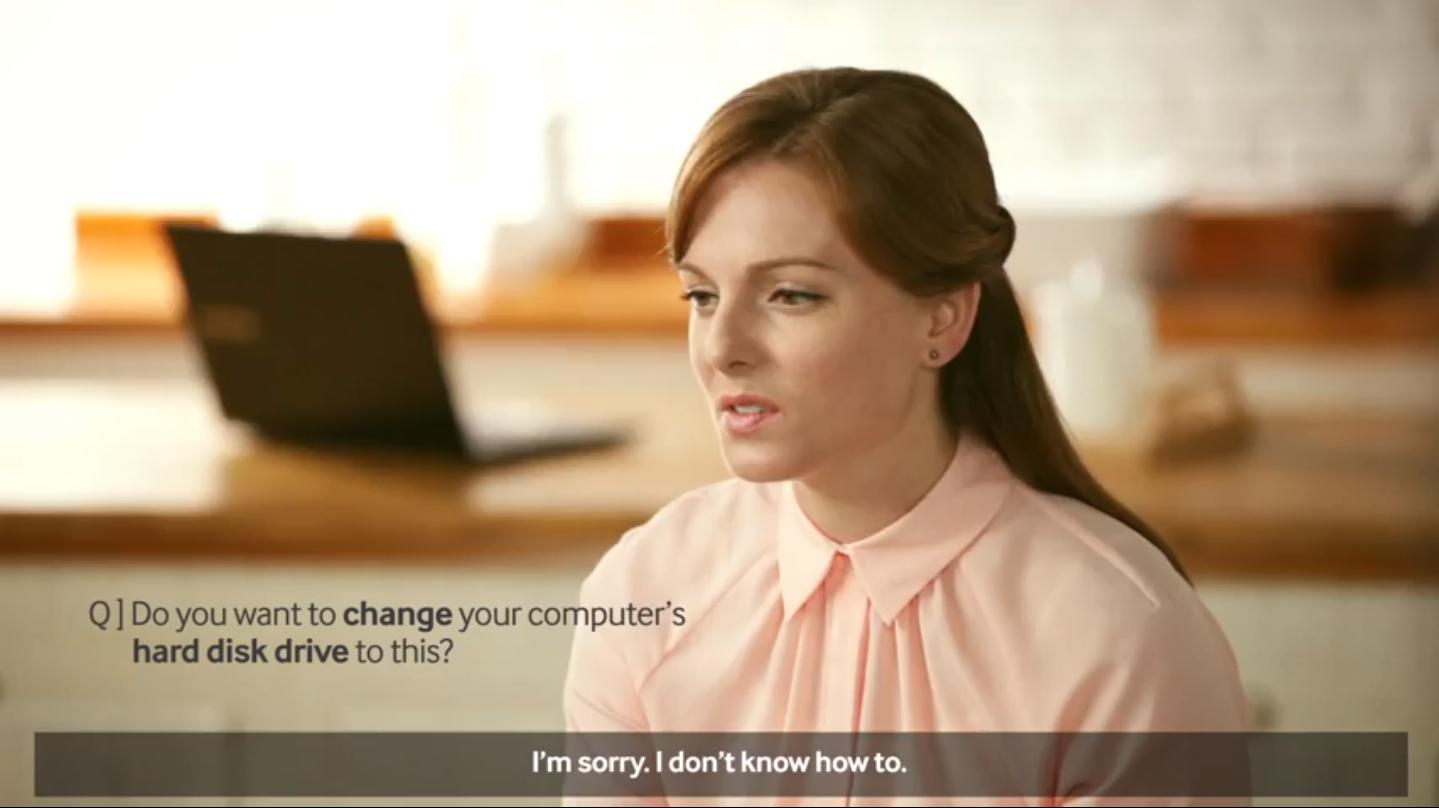 Q] Do you want to change your computer's
hard disk drive to this?
I'm sorry. I don't know how to.